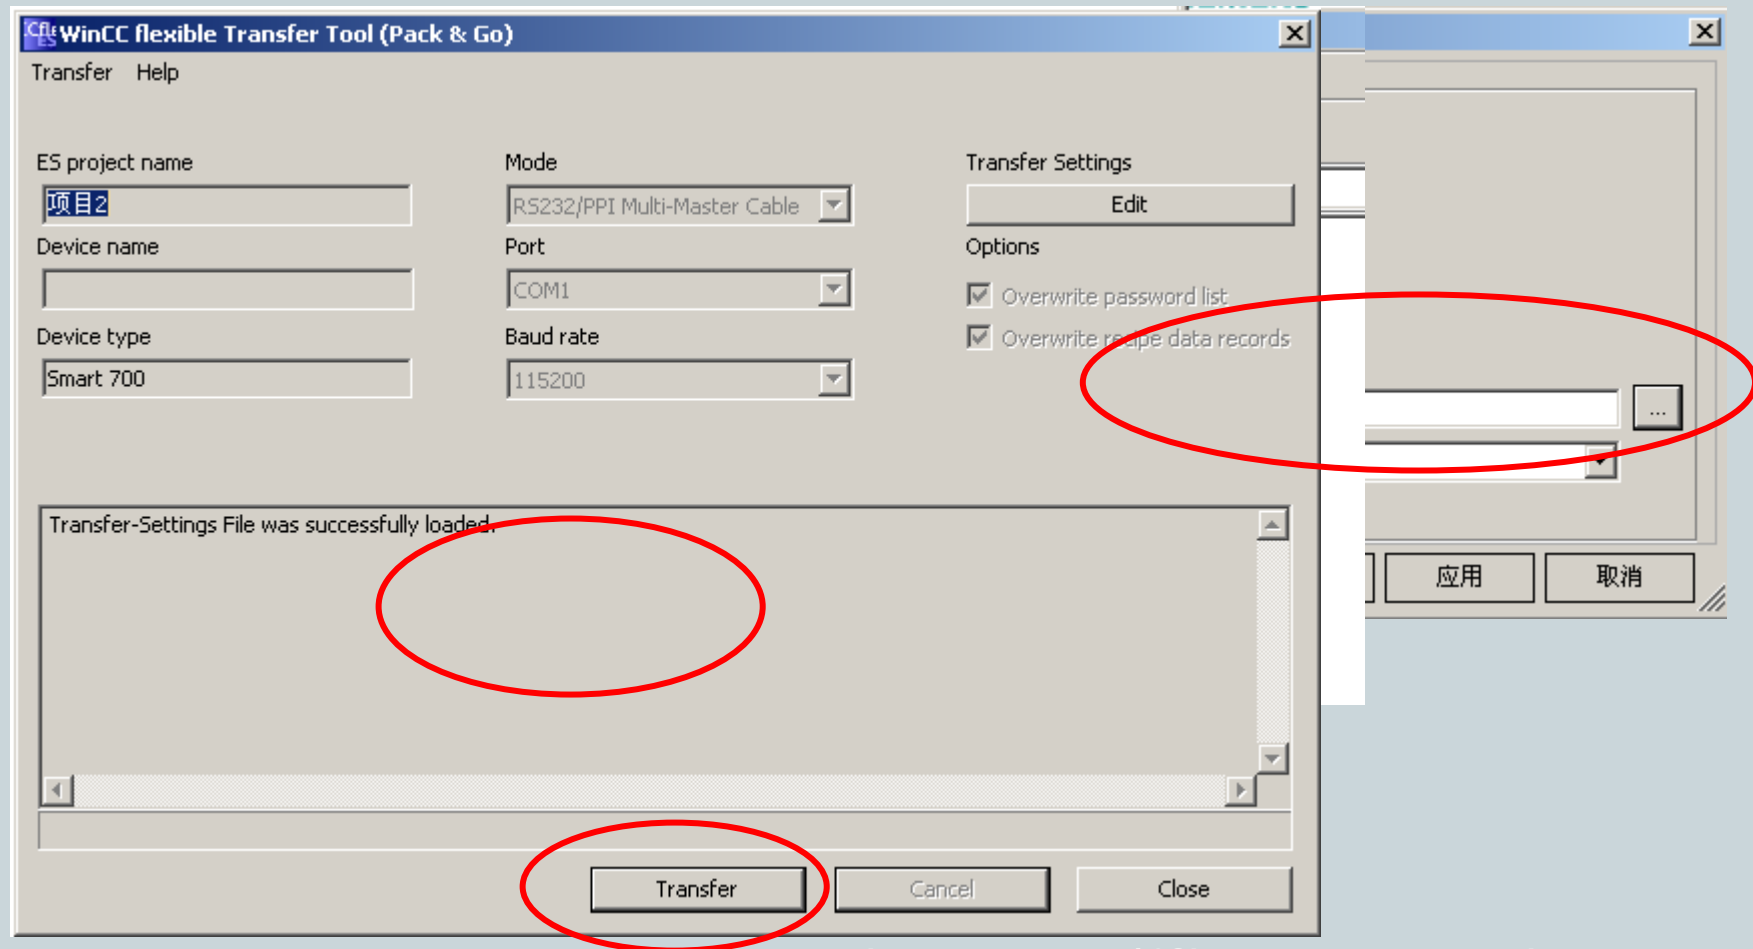 WinCC flexible Transfer Tool (Pack & Go)
Transfer Help
ES project name
项目2
Device name
Device type
Smart 700
Mode
RS232/PPI Multi-Master Cable
Port
COM1
Baud rate
115200
Transfer Settings
Edit
Options
Overwrite password list
Overwrite recipe data records
...
Transfer-Settings File was successfully loaded.
应用
取消
Transfer
Cancel
Close